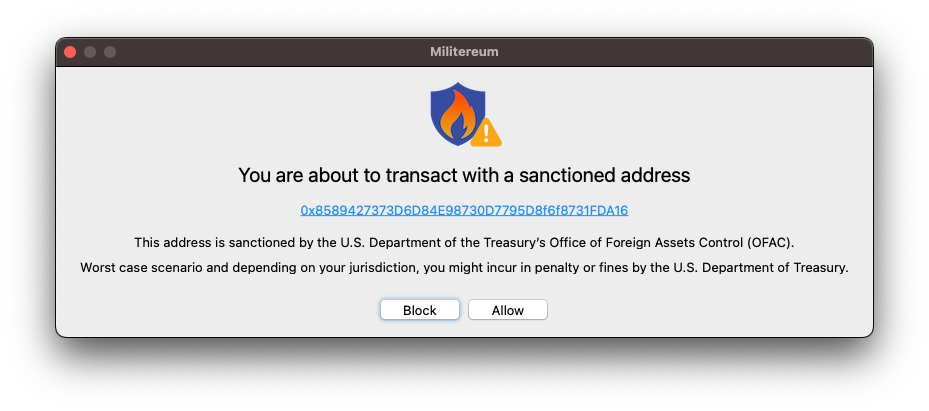 Militereum
You are about to transact with a sanctioned address
0x8589427373D6D84E98730D7795D8f6f8731FDA16
This address is sanctioned by the U.S. Department of the Treasury's Office of Foreign Assets Control (OFAC).
Worst case scenario and depending on your jurisdiction, you might incur in penalty or fines by the U.S. Department of Treasury.
Block Allow